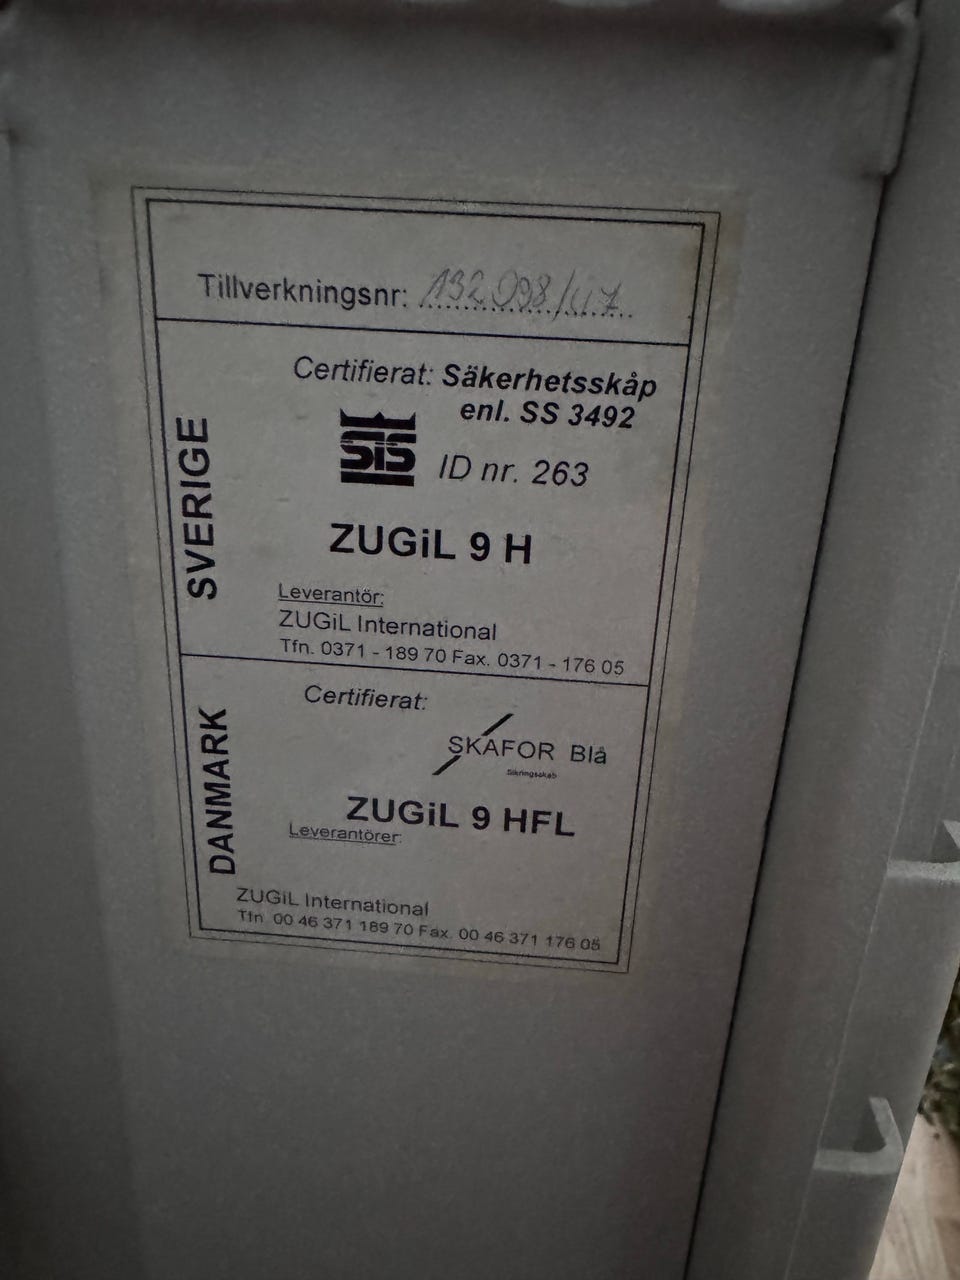 Tillverkningsnr: 132 098/
SVERIGE
Certifierat: Säkerhetsskåp
enl. SS 3492
SIS ID nr. 263
ZUGiL 9 H
Leverantör:
ZUGiL International
Tfn. 0371 - 189 70 Fax. 0371 - 176 05
DANMARK
Certifierat:
SKAFOR Blå
Sikringsskab
ZUGiL 9 HFL
Leverantörer:
ZUGiL International
Tfn. 00 46 371 189 70 Fax. 00 46 371 176 05